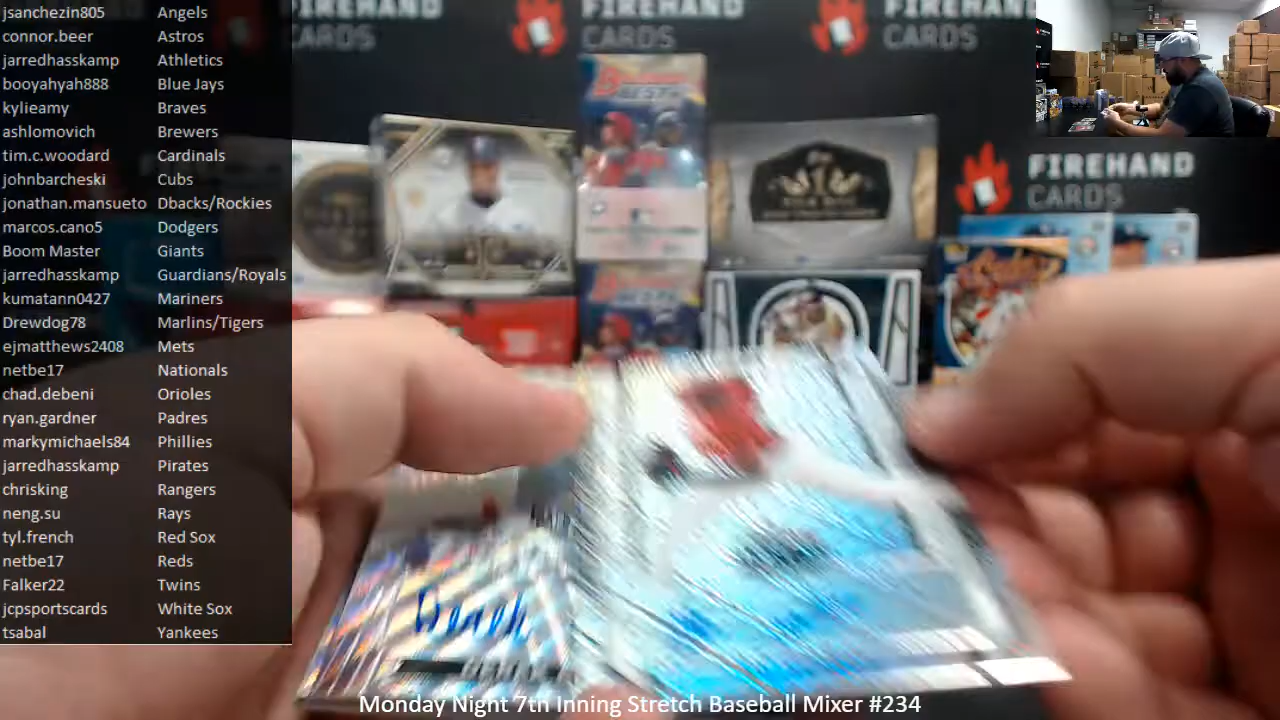 jsanchezin805 Angels
connor.beer Astros
jarredhasskamp Athletics
booyahyah888 Blue Jays
kylieamy Braves
ashlomovich Brewers
tim.c.woodard Cardinals
johnbarcheski Cubs
jonathan.mansueto Dbacks/Rockies
marcos.cano5 Dodgers
Boom Master Giants
jarredhasskamp Guardians/Royals
kumatann0427 Mariners
Drewdog78 Marlins/Tigers
ejmatthews2408 Mets
netbe17 Nationals
chad.debeni Orioles
ryan.gardner Padres
markymichaels84 Phillies
jarredhasskamp Pirates
chrisking Rangers
neng.su Rays
tyl.french Red Sox
netbe17 Reds
Falker22 Twins
jcpsportscards White Sox
tsabal Yankees
FIREHAND
CARDS
FIREHAND
CARDS
FIREHAND
CARDS
FIREHAND
CARDS
Monday Night 7th Inning Stretch Baseball Mixer #234